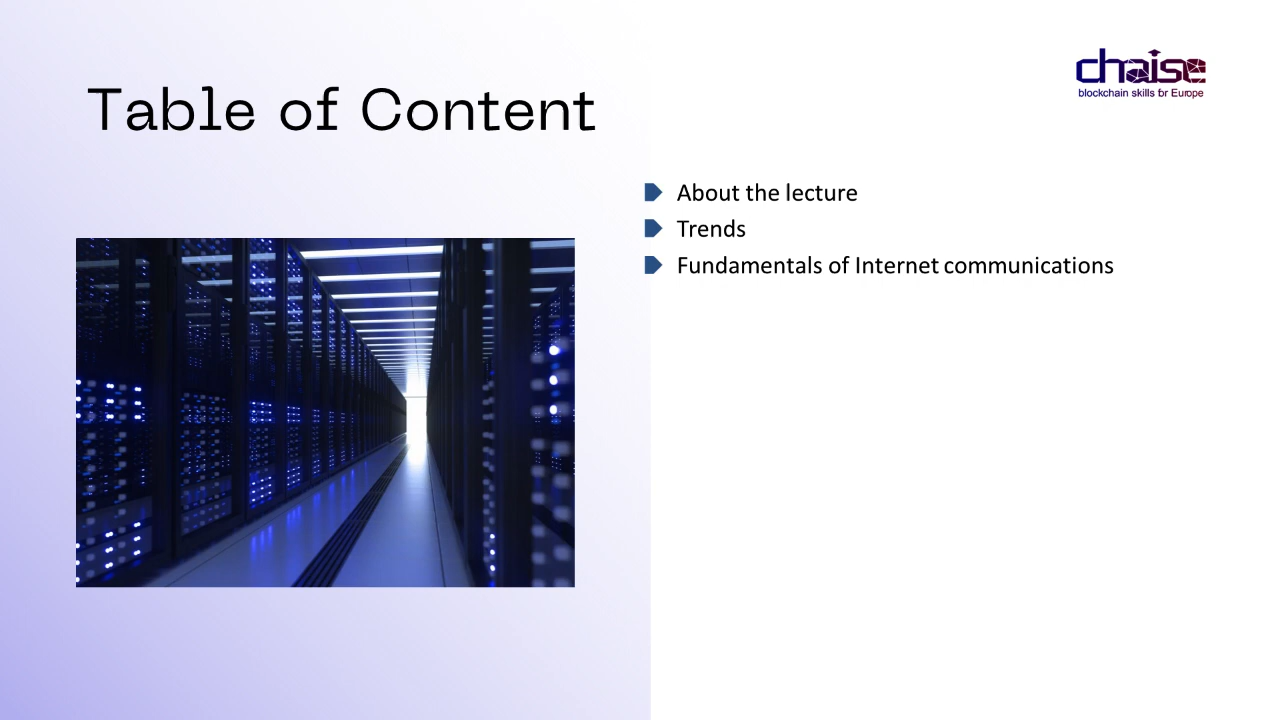 Table of Content
chaise
blockchain skills for Europe
About the lecture
Trends
Fundamentals of Internet communications